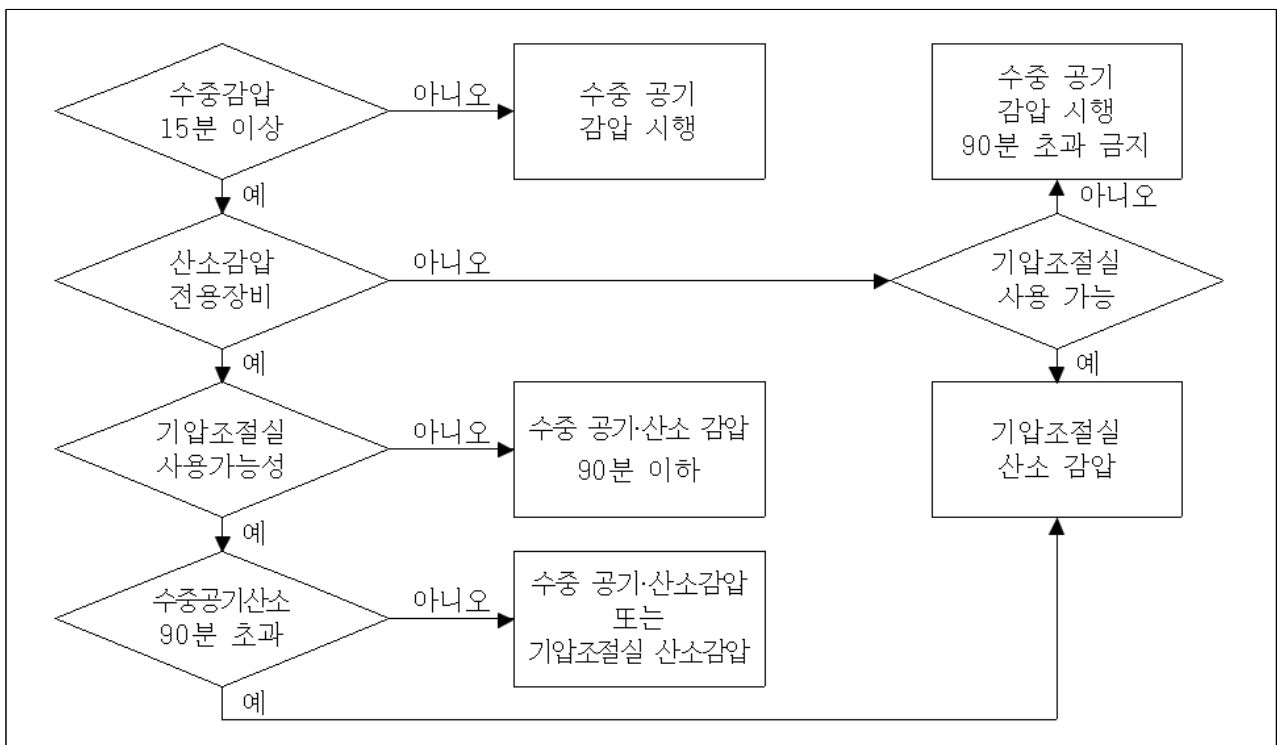 수중감압
15분 이상
아니오
수중 공기
감압 시행
수중 공기
감압 시행
90분 초과 금지
예
아니오
산소감압
전용장비
아니오
기압조절실
사용 가능
예
예
기압조절실
사용가능성
아니오
수중 공기·산소 감압
90분 이하
기압조절실
산소 감압
예
수중공기산소
90분 초과
아니오
수중 공기·산소감압
또는
기압조절실 산소감압
예